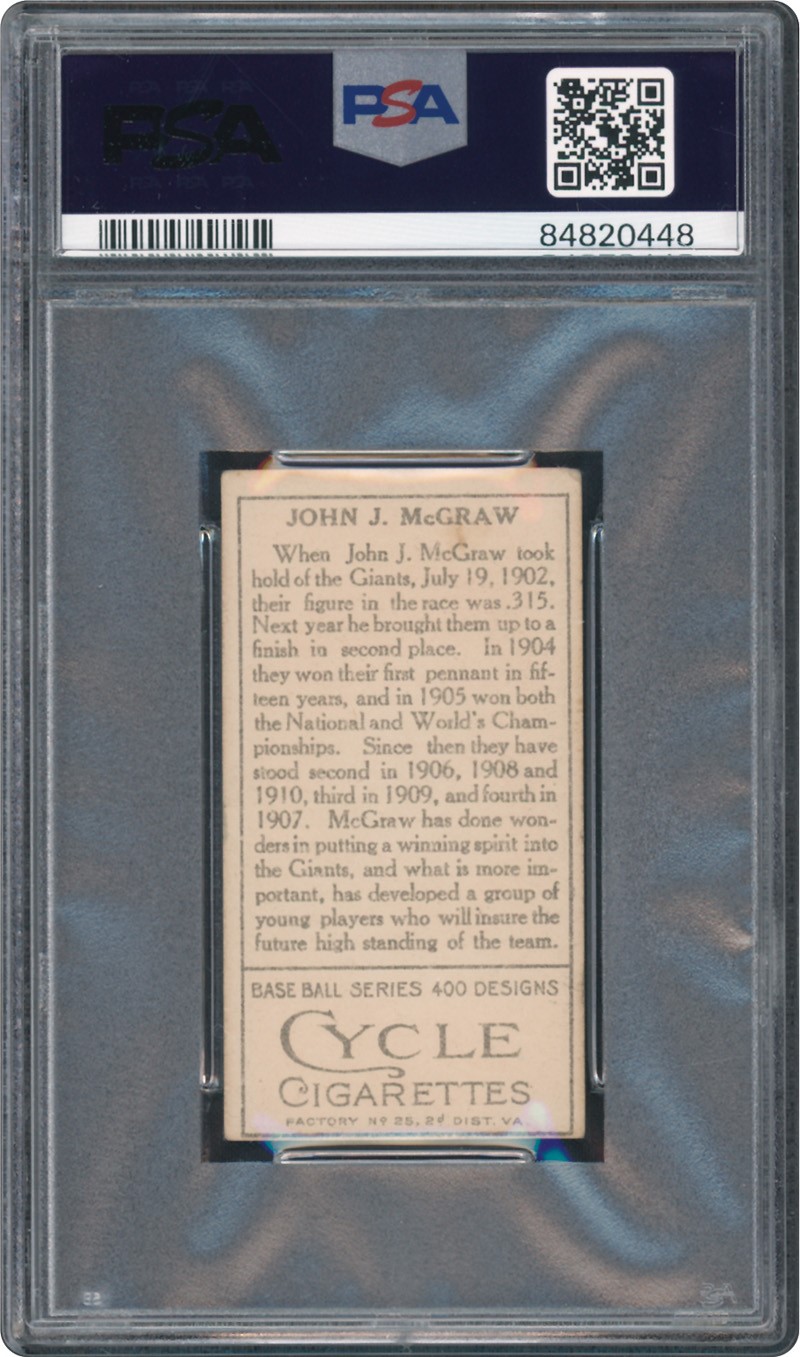 PSA
PSA
84820448
JOHN J. McGRAW
When John J. McGraw took
hold of the Giants, July 19, 1902,
their figure in the race was .315.
Next year he brought them up to a
finish in second place. In 1904
they won their first pennant in fif-
teen years, and in 1905 won both
the National and World's Cham-
pionships. Since then they have
stood second in 1906, 1908 and
1910, third in 1909, and fourth in
1907. McGraw has done won-
ders in putting a winning spirit into
the Giants, and what is more im-
portant, has developed a group of
young players who will insure the
future high standing of the team.
BASE BALL SERIES 400 DESIGNS
CYCLE
CIGARETTES
FACTORY No 25, 2d DIST. VA.